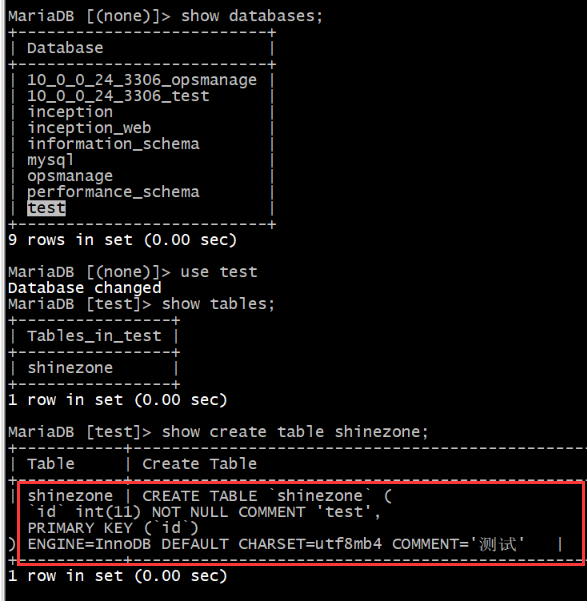 MariaDB [(none)]> show databases;
+---------------------------+
| Database                  |
+---------------------------+
| 10_0_0_24_3306_opsmanage |
| 10_0_0_24_3306_test      |
| inception                |
| inception_web            |
| information_schema       |
| mysql                    |
| opsmanage                |
| performance_schema       |
| test                     |
+---------------------------+
9 rows in set (0.00 sec)
MariaDB [(none)]> use test
Database changed
MariaDB [test]> show tables;
+----------------+
| Tables_in_test |
+----------------+
| shinezone      |
+----------------+
1 row in set (0.00 sec)
MariaDB [test]> show create table shinezone;
+-----------+----------------------------------------------
| Table     | Create Table
+-----------+----------------------------------------------
| shinezone | CREATE TABLE `shinezone` (
`id` int(11) NOT NULL COMMENT 'test',
PRIMARY KEY (`id`)
) ENGINE=InnoDB DEFAULT CHARSET=utf8mb4 COMMENT='测试' |
+-----------+----------------------------------------------
1 row in set (0.00 sec)